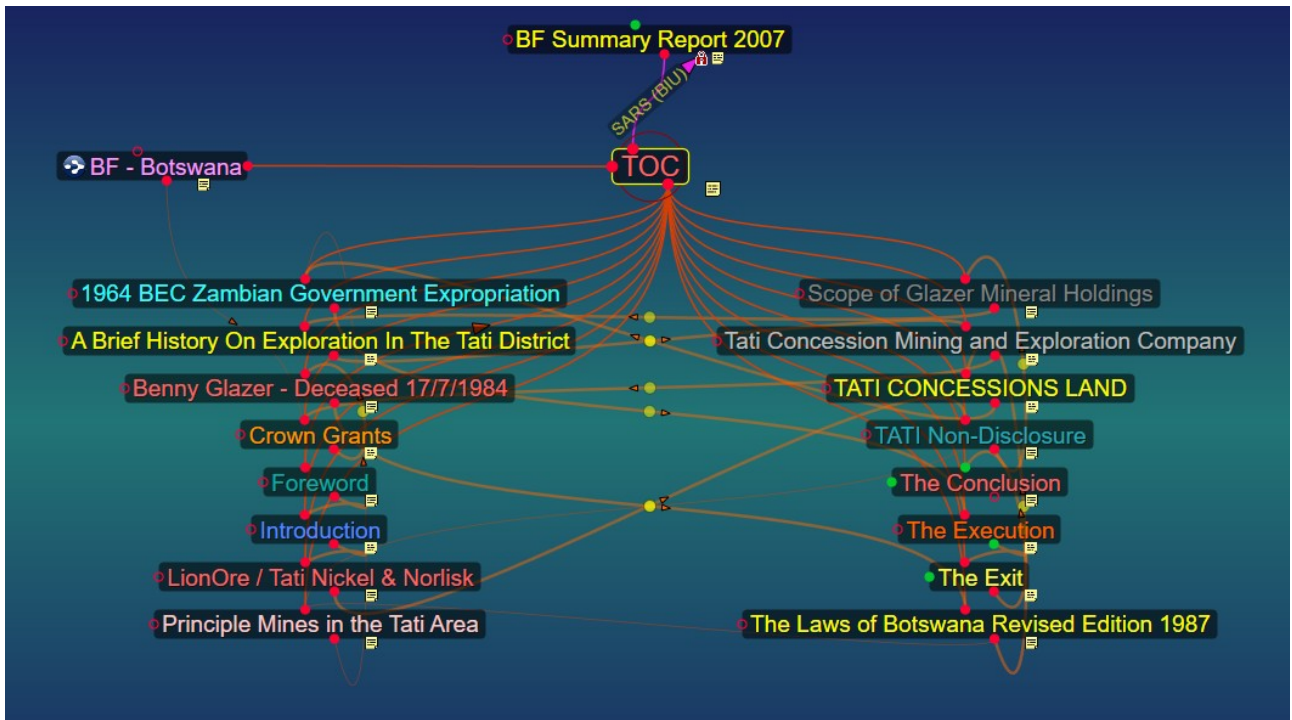 BF Summary Report 2007
SARS (BIU)
BF - Botswana
TOC
1964 BEC Zambian Government Expropriation
A Brief History On Exploration In The Tati District
Benny Glazer - Deceased 17/7/1984
Crown Grants
Foreword
Introduction
LionOre / Tati Nickel & Norlisk
Principle Mines in the Tati Area
Scope of Glazer Mineral Holdings
Tati Concession Mining and Exploration Company
TATI CONCESSIONS LAND
TATI Non-Disclosure
The Conclusion
The Execution
The Exit
The Laws of Botswana Revised Edition 1987